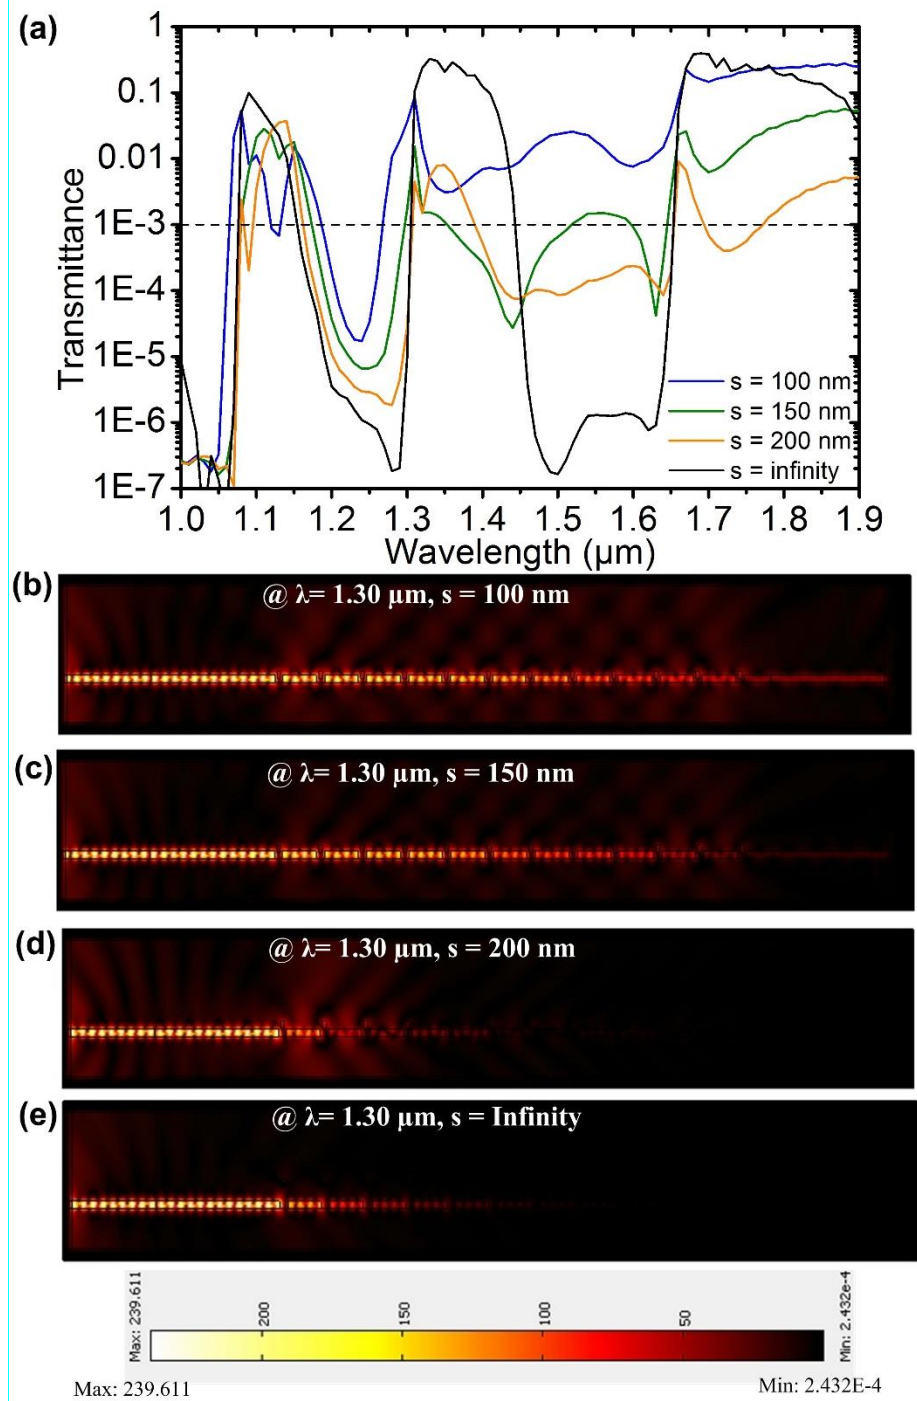 (a)
1
0.1
0.01
1E-3
1E-4
1E-5
1E-6
1E-7
Transmittance
s = 100 nm
s = 150 nm
s = 200 nm
s = infinity
1.0 1.1 1.2 1.3 1.4 1.5 1.6 1.7 1.8 1.9
Wavelength (μm)
(b)
@ λ= 1.30 μm, s = 100 nm
(c)
@ λ= 1.30 μm, s = 150 nm
(d)
@ λ= 1.30 μm, s = 200 nm
(e)
@ λ= 1.30 μm, s = Infinity
Max: 239.611
200
150
100
50
Min: 2.432e-4
Max: 239.611
Min: 2.432E-4